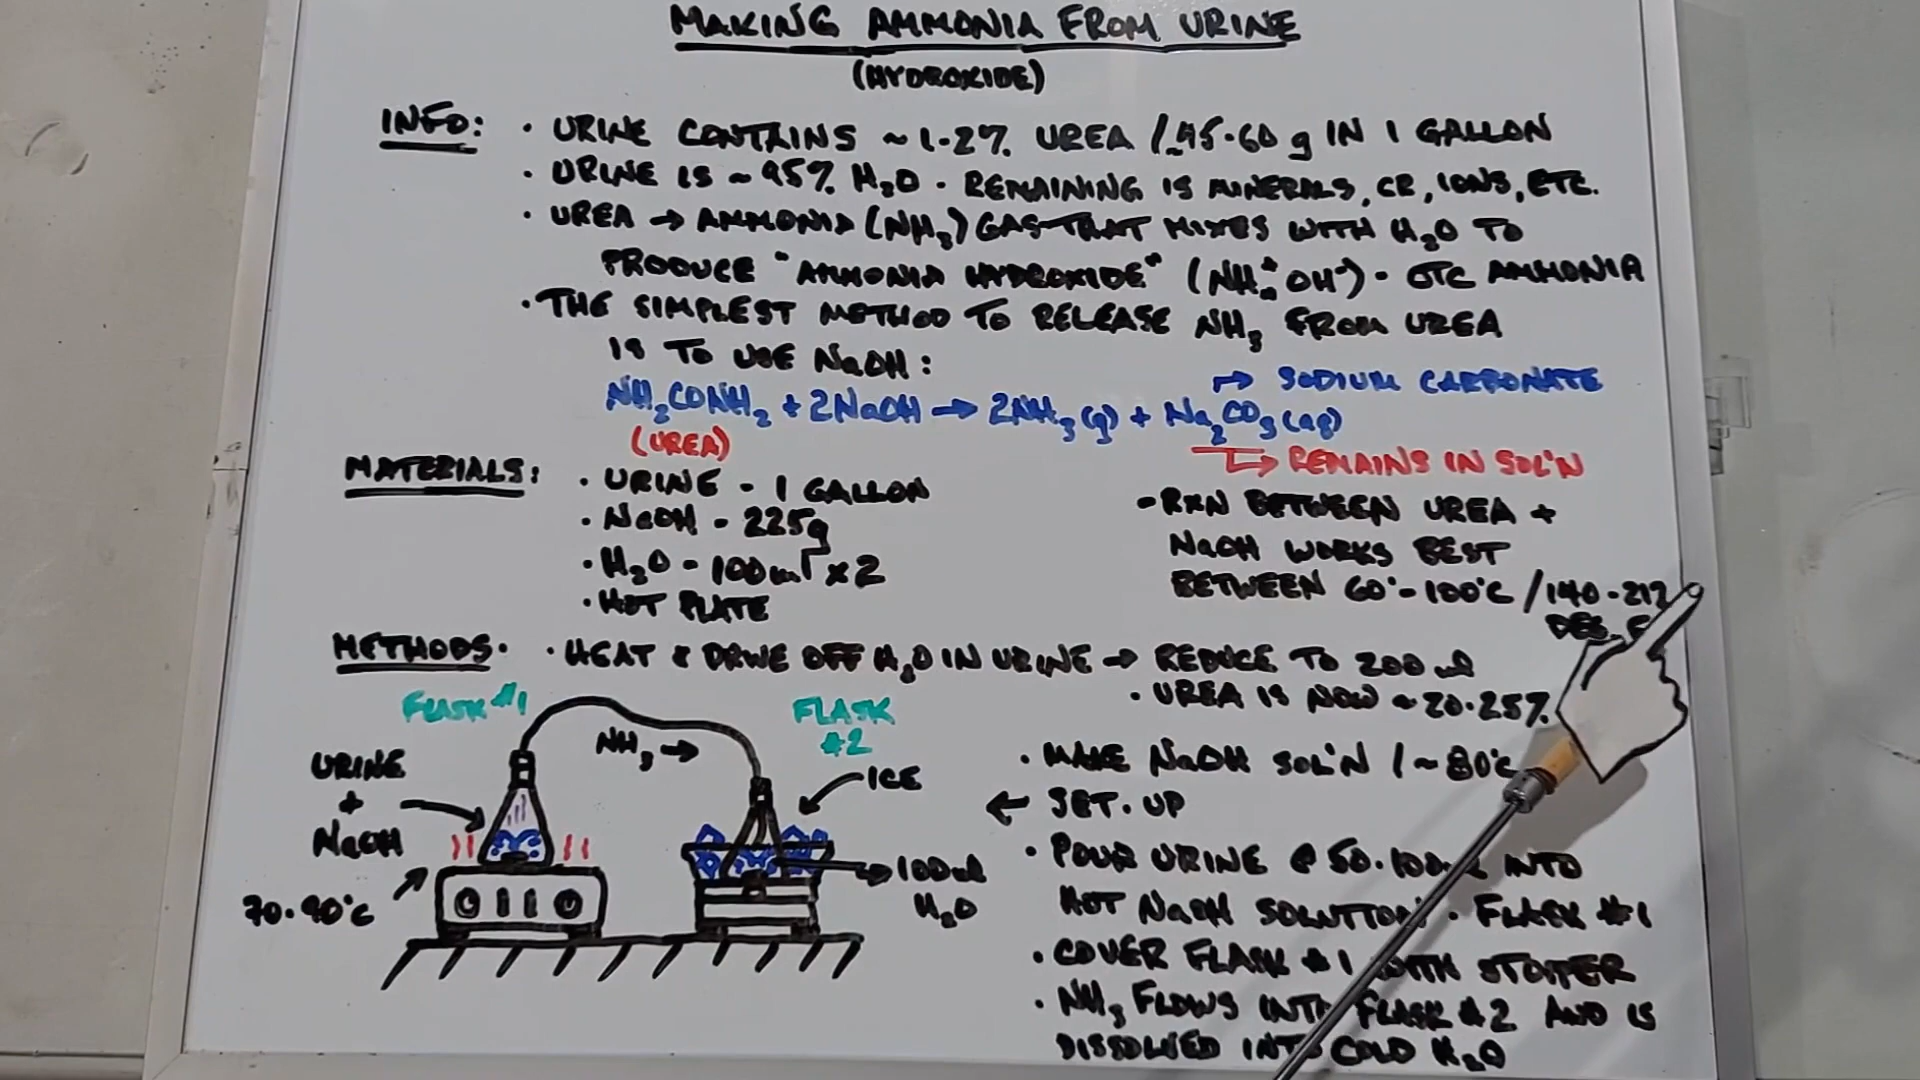 MAKING AMMONIA FROM URINE
(HYDROXIDE)
INFO: · URINE CONTAINS ~1-2% UREA / ~45-60 g IN 1 GALLON
· URINE IS ~95% H₂O - REMAINING IS MINERALS, CR, IONS, ETC.
· UREA → AMMONIA (NH₃) GAS THAT MIXES WITH H₂O TO
PRODUCE "AMMONIA HYDROXIDE" (NH₄⁺OH⁻) - OTC AMMONIA
· THE SIMPLEST METHOD TO RELEASE NH₃ FROM UREA
IS TO USE NaOH:
→ SODIUM CARBONATE
NH₂CONH₂ + 2NaOH → 2NH₃(g) + Na₂CO₃(aq)
(UREA)
→ REMAINS IN SOL'N
MATERIALS: · URINE - 1 GALLON
· NaOH - 225g
· H₂O - 100ml x 2
· HOT PLATE
- RXN BETWEEN UREA +
NaOH WORKS BEST
BETWEEN 60°-100°C / 140-212
DEG. F
METHODS· · HEAT & DRIVE OFF H₂O IN URINE → REDUCE TO 200 ml
· UREA IS NOW ~20-25%
FLASK #1
FLASK
#2
NH₃ →
URINE
+
NaOH
70-90°C
ICE
100ml
H₂O
· MAKE NaOH SOL'N / ~80°C
← SET-UP
· POUR URINE @ 50-100ml INTO
HOT NaOH SOLUTION · FLASK #1
· COVER FLASK #1 WITH STOPPER
· NH₃ FLOWS INTO FLASK #2 AND IS
DISSOLVED INTO COLD H₂O